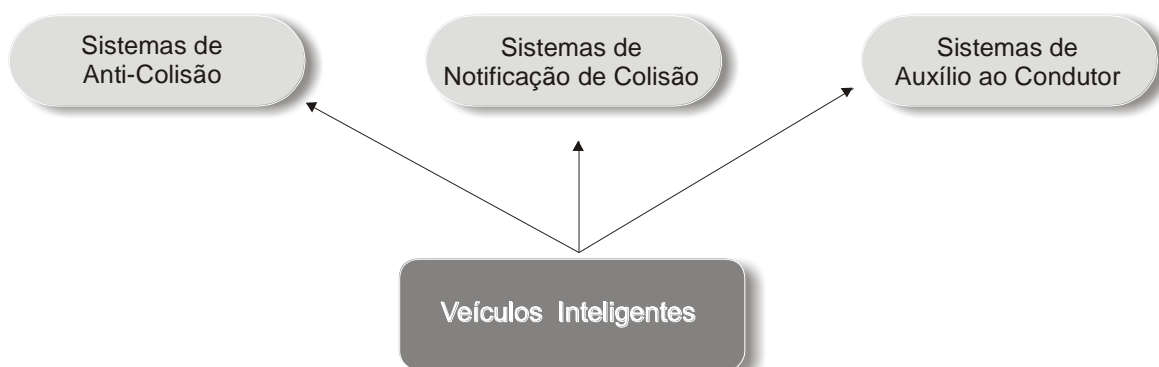 Sistemas de
Anti-Colisão
Sistemas de
Notificação de Colisão
Sistemas de
Auxílio ao Condutor
Veículos Inteligentes